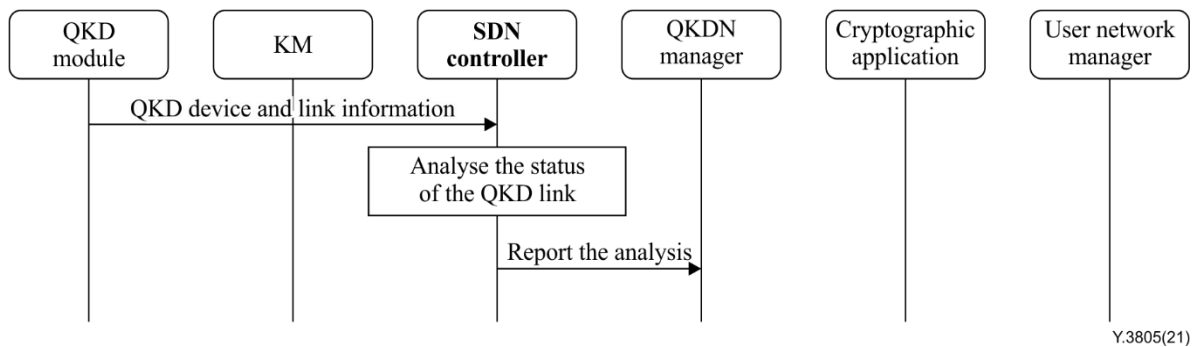 QKD
module
KM
SDN
controller
QKDN
manager
Cryptographic
application
User network
manager
QKD device and link information
Analyse the status
of the QKD link
Report the analysis
Y.3805(21)